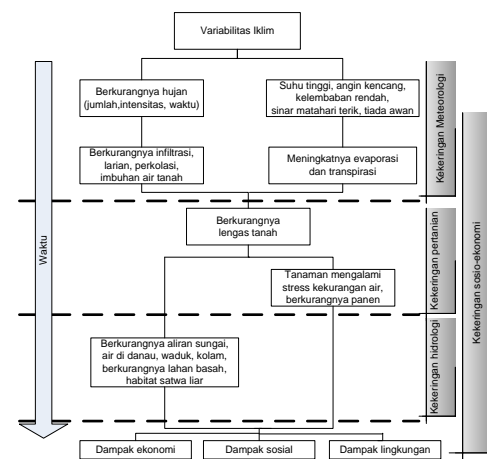 Variabilitas Iklim
Berkurangnya hujan
(jumlah,intensitas, waktu)
Suhu tinggi, angin kencang,
kelembaban rendah,
sinar matahari terik, tiada awan
Berkurangnya infiltrasi,
larian, perkolasi,
imbuhan air tanah
Meningkatnya evaporasi
dan transpirasi
Kekeringan Meteorologi
Waktu
Berkurangnya
lengas tanah
Tanaman mengalami
stress kekurangan air,
berkurangnya panen
Kekeringan pertanian
Kekeringan sosio-ekonomi
Berkurangnya aliran sungai,
air di danau, waduk, kolam,
berkurangnya lahan basah,
habitat satwa liar
Kekeringan hidrologi
Dampak ekonomi
Dampak sosial
Dampak lingkungan